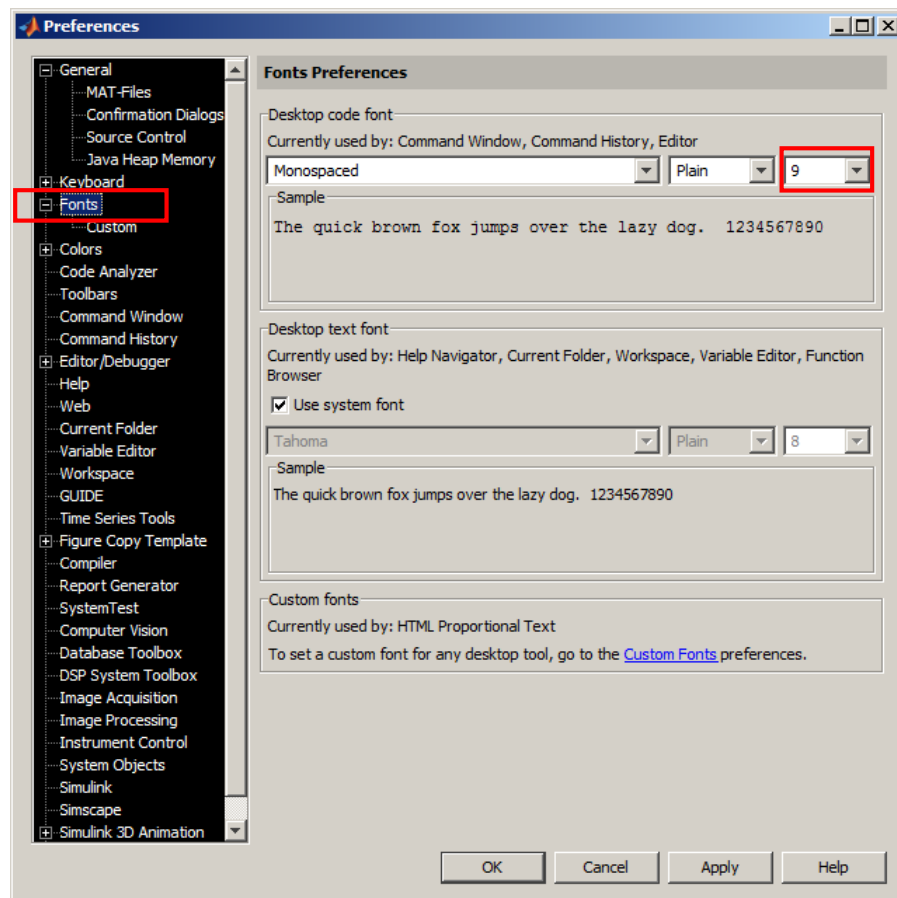 Preferences
General
MAT-Files
Confirmation Dialogs
Source Control
Java Heap Memory
Keyboard
Fonts
Custom
Colors
Code Analyzer
Toolbars
Command Window
Command History
Editor/Debugger
Help
Web
Current Folder
Variable Editor
Workspace
GUIDE
Time Series Tools
Figure Copy Template
Compiler
Report Generator
SystemTest
Computer Vision
Database Toolbox
DSP System Toolbox
Image Acquisition
Image Processing
Instrument Control
System Objects
Simulink
Simscape
Simulink 3D Animation
Fonts Preferences
Desktop code font
Currently used by: Command Window, Command History, Editor
Monospaced Plain 9
Sample
The quick brown fox jumps over the lazy dog. 1234567890
Desktop text font
Currently used by: Help Navigator, Current Folder, Workspace, Variable Editor, Function
Browser
Use system font
Tahoma Plain 8
Sample
The quick brown fox jumps over the lazy dog. 1234567890
Custom fonts
Currently used by: HTML Proportional Text
To set a custom font for any desktop tool, go to the Custom Fonts preferences.
OK Cancel Apply Help